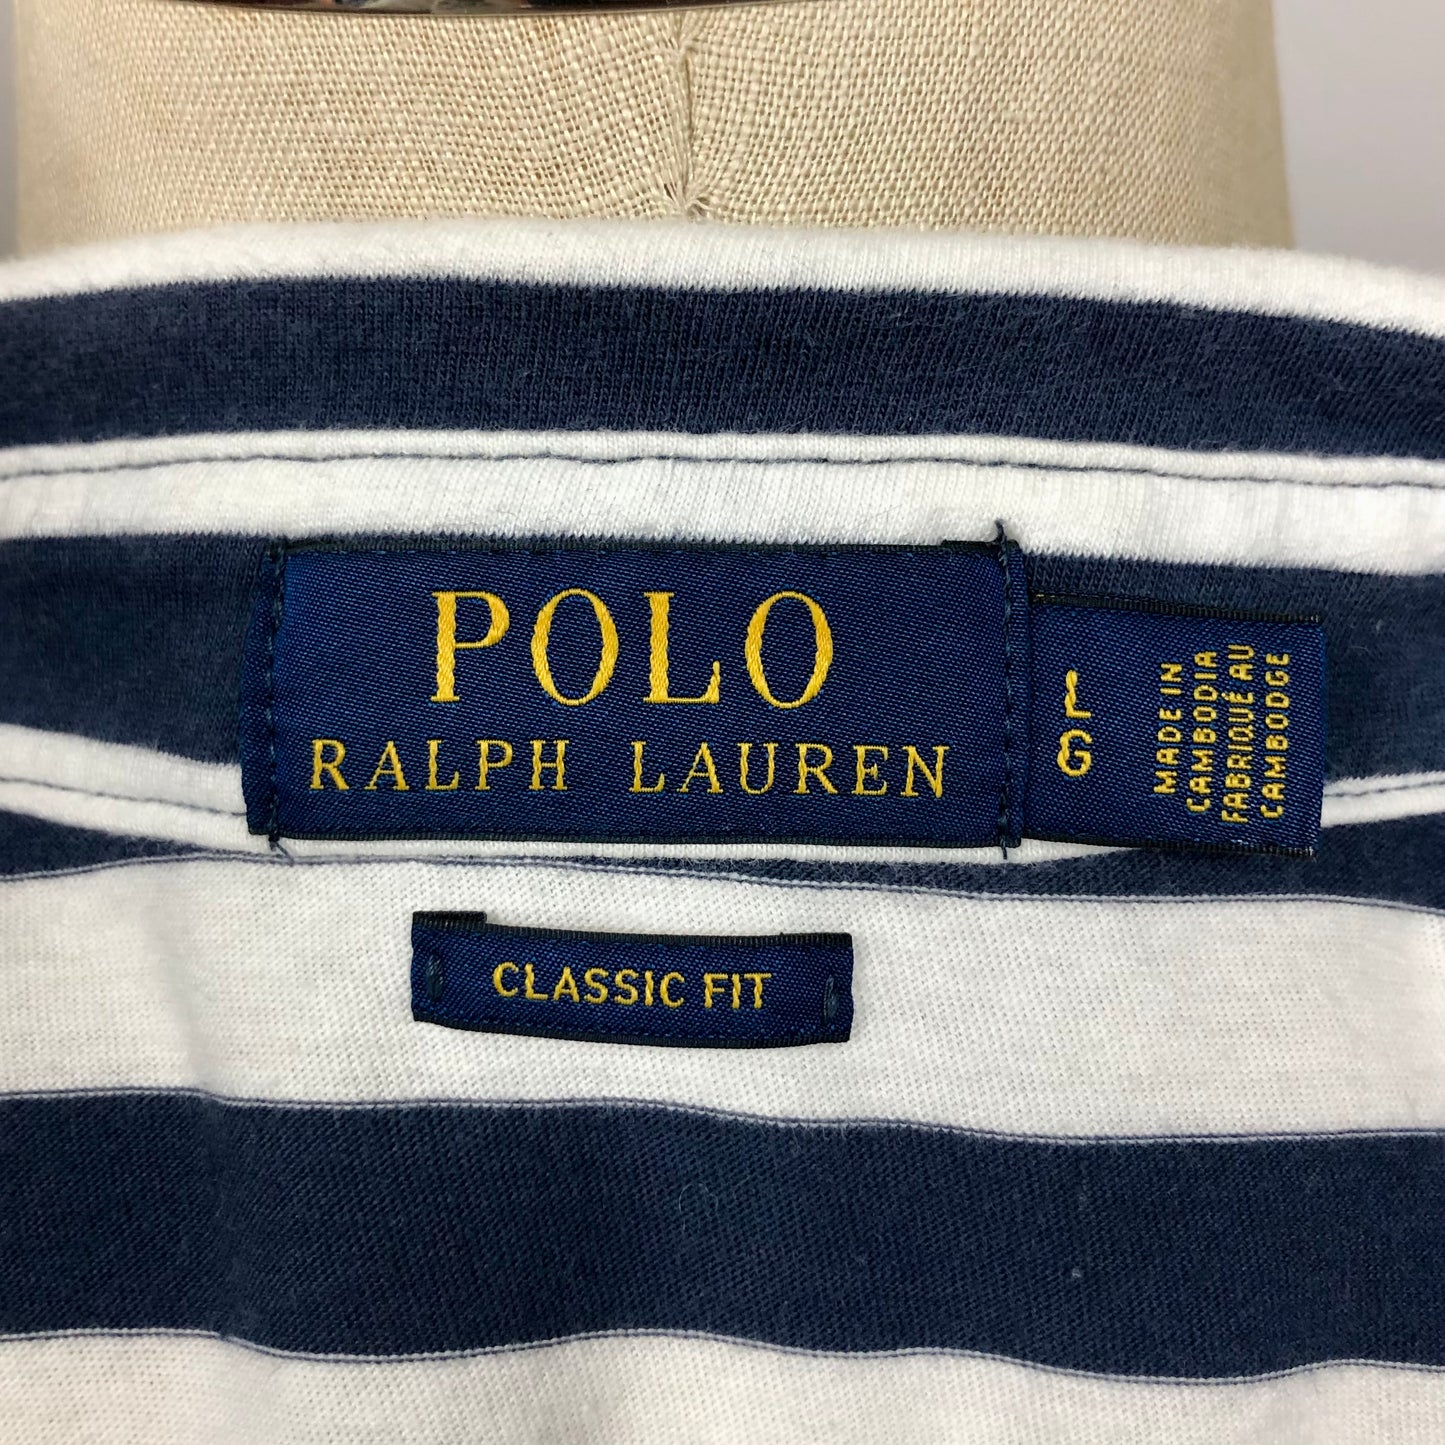 POLO
RALPH LAUREN
L
G
MADE IN
CAMBODIA
FABRIQUÉ AU
CAMBODGE
CLASSIC FIT